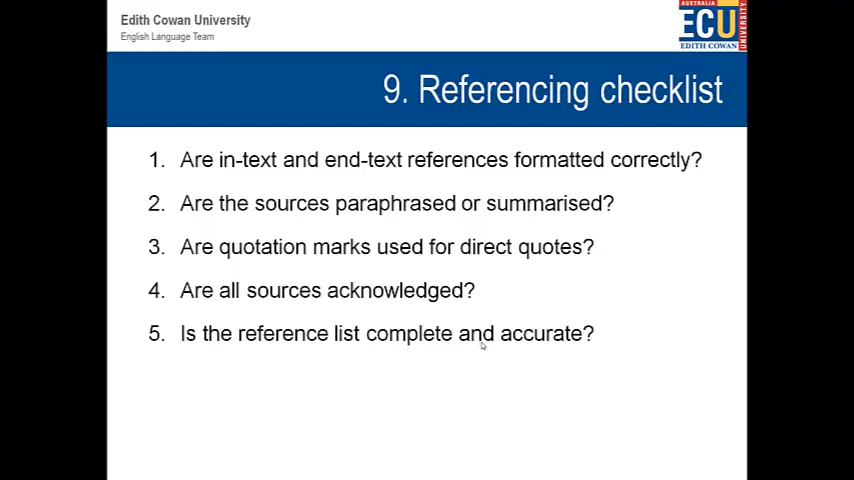 Edith Cowan University
English Language Team
AUSTRALIA
ECU
EDITH COWAN
UNIVERSITY
9. Referencing checklist
1. Are in-text and end-text references formatted correctly?
2. Are the sources paraphrased or summarised?
3. Are quotation marks used for direct quotes?
4. Are all sources acknowledged?
5. Is the reference list complete and accurate?